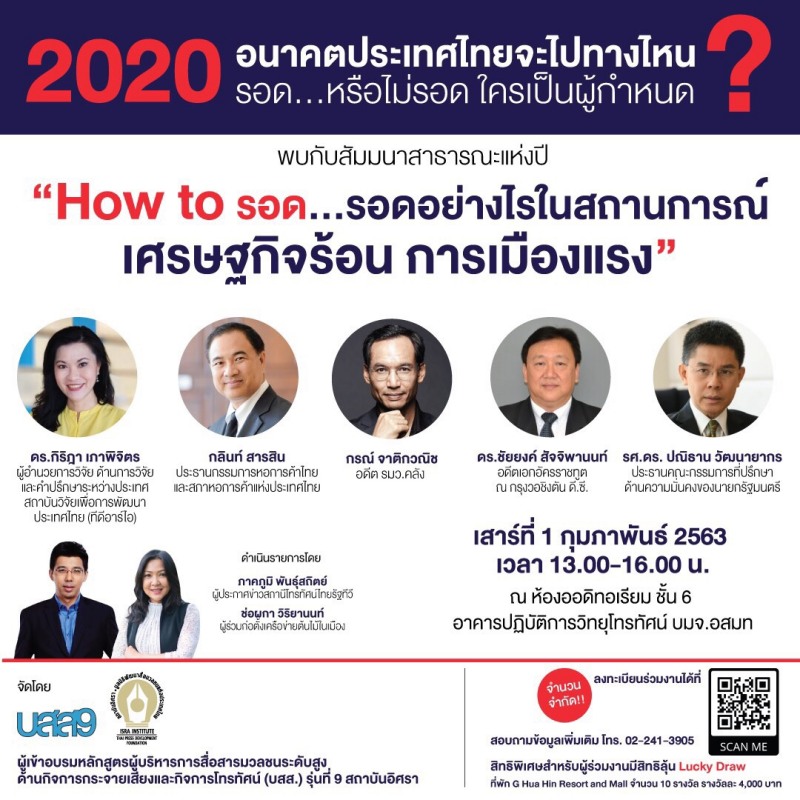 2020 อนาคตประเทศไทยจะไปทางไหน ?
รอด...หรือไม่รอด ใครเป็นผู้กำหนด
พบกับสัมมนาสาธารณะแห่งปี
“How to รอด...รอดอย่างไรในสถานการณ์
เศรษฐกิจร้อน การเมืองแรง”
ดร.กิริฎา เภาพิจิตร
ผู้อำนวยการวิจัย ด้านการวิจัย
และคำปรึกษาระหว่างประเทศ
สถาบันวิจัยเพื่อการพัฒนา
ประเทศไทย (ทีดีอาร์ไอ)
กลินท์ สารสิน
ประธานกรรมการหอการค้าไทย
และสภาหอการค้าแห่งประเทศไทย
กรณ์ จาติกวณิช
อดีต รมว.คลัง
ดร.ชัยยงค์ สัจจิพานนท์
อดีตเอกอัครราชทูต
ณ กรุงวอชิงตัน ดี.ซี.
รศ.ดร. ปณิธาน วัฒนายากร
ประธานคณะกรรมการที่ปรึกษา
ด้านความมั่นคงของนายกรัฐมนตรี
ดำเนินรายการโดย
ภาคภูมิ พันธุ์สถิตย์
ผู้ประกาศข่าวสถานีโทรทัศน์ไทยรัฐทีวี
ช่อผกา วิริยานนท์
ผู้ร่วมก่อตั้งเครือข่ายต้นไม้ในเมือง
เสาร์ที่ 1 กุมภาพันธ์ 2563
เวลา 13.00-16.00 น.
ณ ห้องออดิทอเรียม ชั้น 6
อาคารปฏิบัติการวิทยุโทรทัศน์ บมจ.อสมท
จัดโดย
บสส9
ISRA INSTITUTE
THAI PRESS DEVELOPMENT
FOUNDATION
ผู้เข้าอบรมหลักสูตรผู้บริหารการสื่อสารมวลชนระดับสูง
ด้านกิจการกระจายเสียงและกิจการโทรทัศน์ (บสส.) รุ่นที่ 9 สถาบันอิศรา
จำนวน
จำกัด!!
ลงทะเบียนร่วมงานได้ที่
สอบถามข้อมูลเพิ่มเติม โทร. 02-241-3905
SCAN ME
สิทธิพิเศษสำหรับผู้ร่วมงานมีสิทธิลุ้น Lucky Draw
ที่พัก G Hua Hin Resort and Mall จำนวน 10 รางวัล รางวัลละ 4,000 บาท